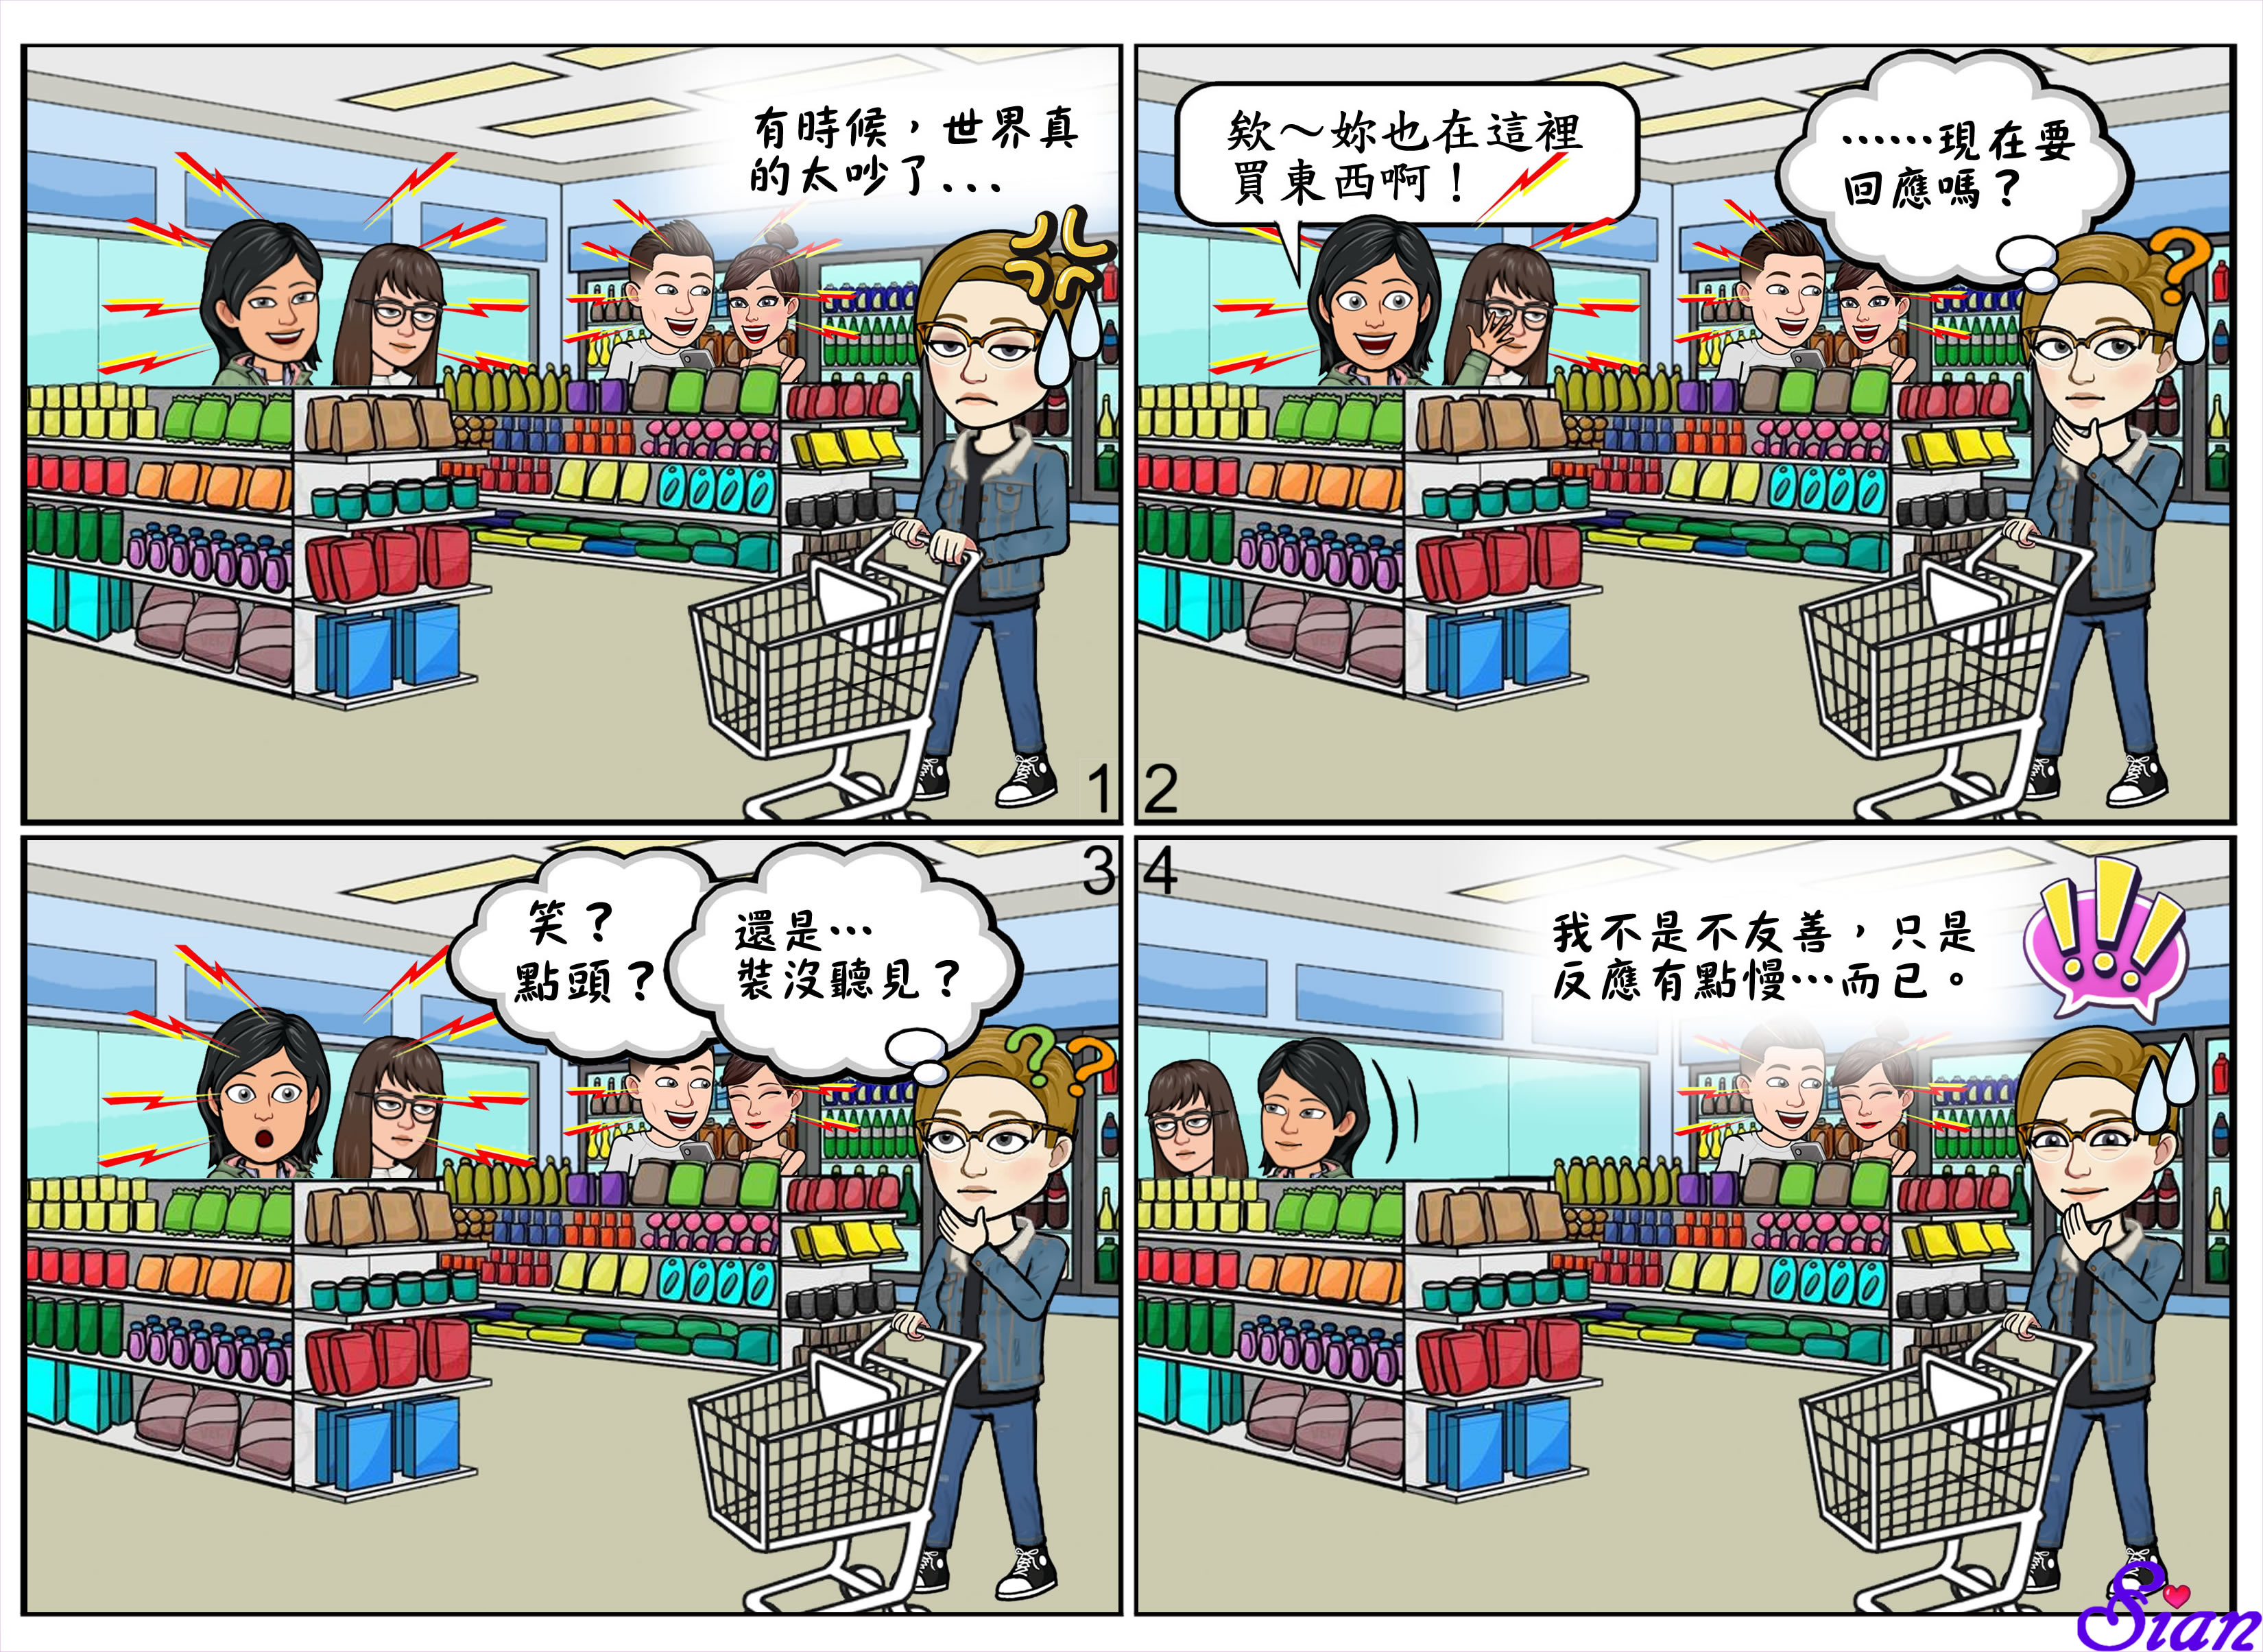 有時候，世界真
的太吵了...
1
欸～妳也在這裡
買東西啊！
……現在要
回應嗎？
2
笑？
點頭？
還是…
裝沒聽見？
3
4
我不是不友善，只是
反應有點慢…而已。
Sian